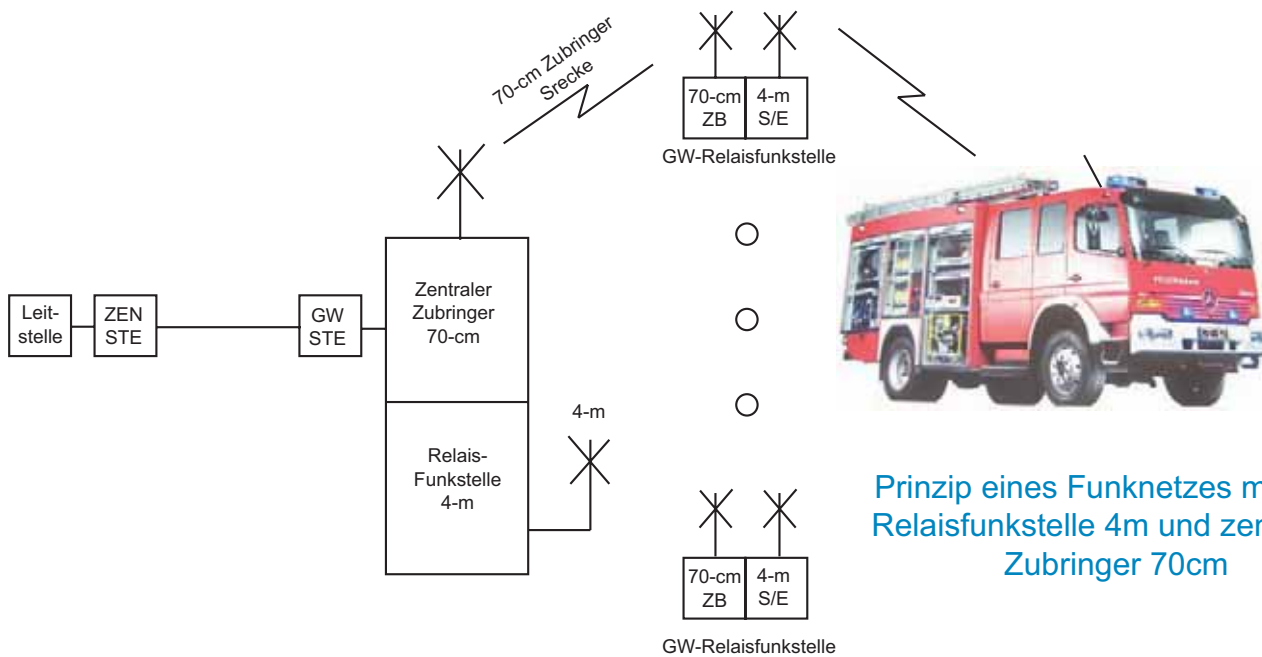 70-cm Zubringer
Srecke
70-cm
ZB
4-m
S/E
GW-Relaisfunkstelle
Leit-
stelle
ZEN
STE
GW
STE
Zentraler
Zubringer
70-cm
4-m
Relais-
Funkstelle
4-m
FEUERWEHR
Prinzip eines Funknetzes m
Relaisfunkstelle 4m und zen
Zubringer 70cm
70-cm
ZB
4-m
S/E
GW-Relaisfunkstelle